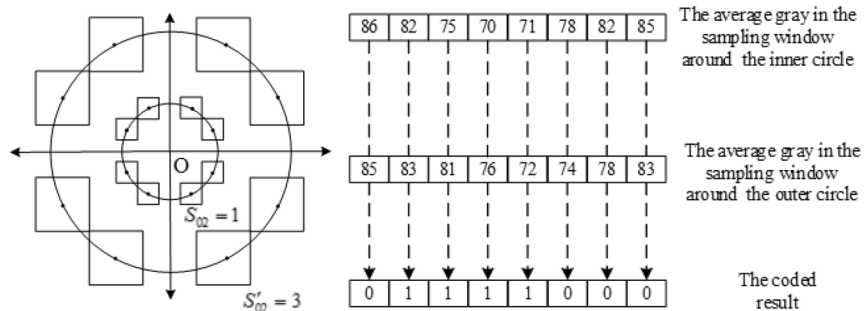 86 82 75 70 71 78 82 85
The average gray in the
sampling window
around the inner circle
O
85 83 81 76 72 74 78 83
The average gray in the
sampling window
around the outer circle
S02 = 1
S′02 = 3
0 1 1 1 1 0 0 0
The coded
result